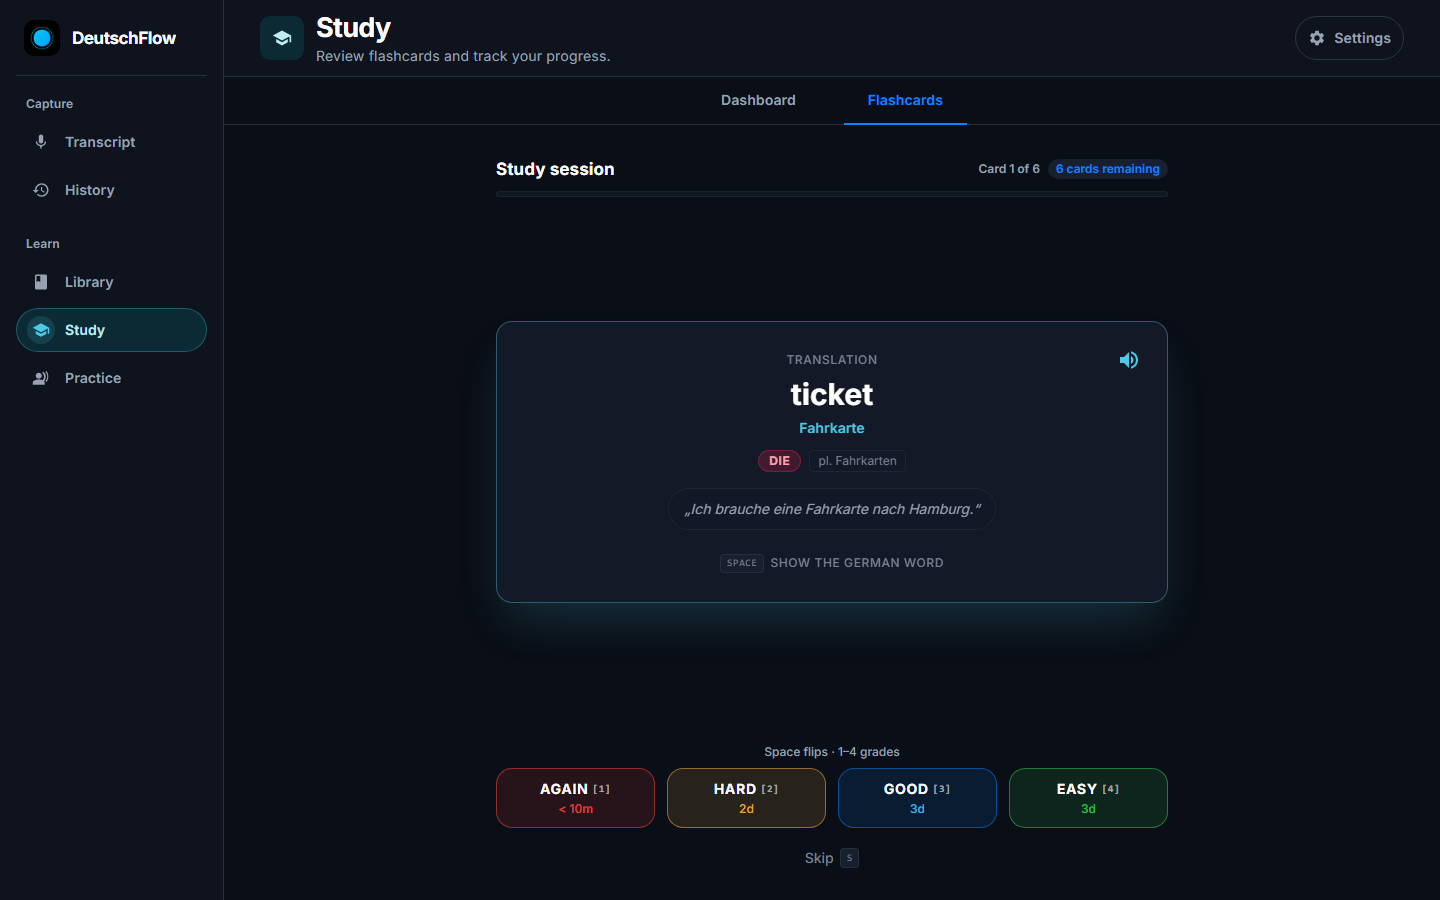 DeutschFlow
Capture
Transcript
History
Learn
Library
Study
Practice
Study
Review flashcards and track your progress.
Settings
Dashboard
Flashcards
Study session
Card 1 of 6
6 cards remaining
TRANSLATION
ticket
Fahrkarte
DIE
pl. Fahrkarten
„Ich brauche eine Fahrkarte nach Hamburg.“
SPACE SHOW THE GERMAN WORD
Space flips · 1–4 grades
AGAIN [1]
< 10m
HARD [2]
2d
GOOD [3]
3d
EASY [4]
3d
Skip S